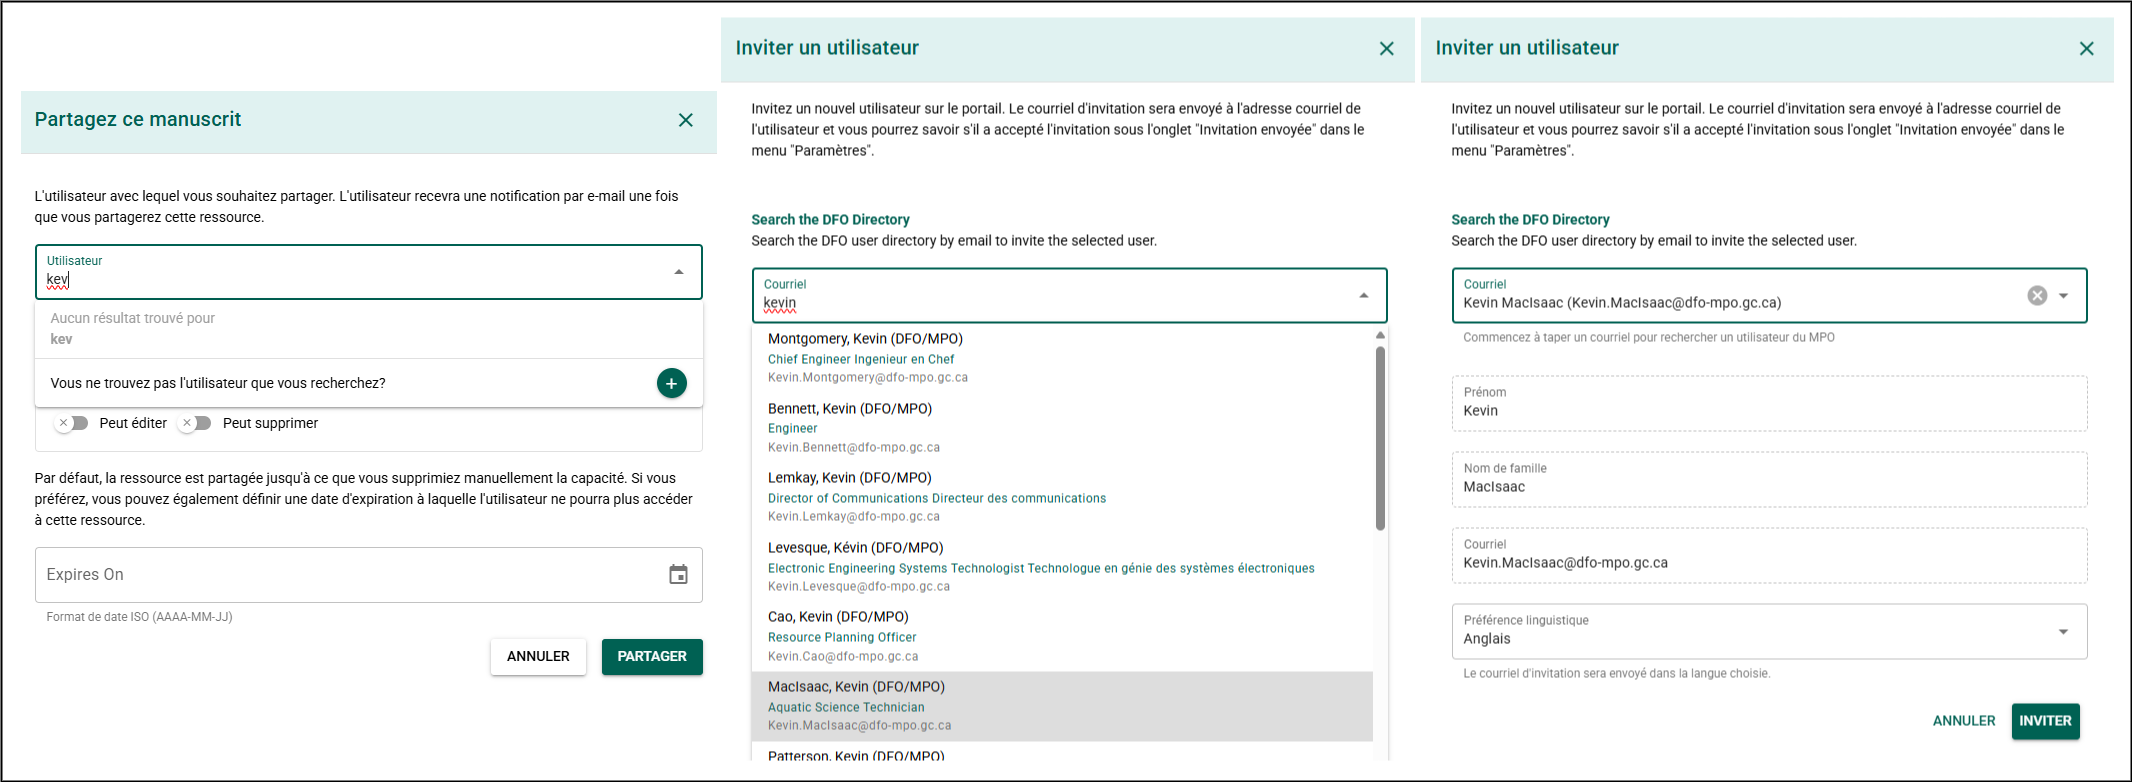 Partagez ce manuscrit
L'utilisateur avec lequel vous souhaitez partager. L'utilisateur recevra une notification par e-mail une fois
que vous partagerez cette ressource.
Utilisateur
kev
Aucun résultat trouvé pour
kev
Vous ne trouvez pas l'utilisateur que vous recherchez?
Peut éditer
Peut supprimer
Par défaut, la ressource est partagée jusqu'à ce que vous supprimiez manuellement la capacité. Si vous
préférez, vous pouvez également définir une date d'expiration à laquelle l'utilisateur ne pourra plus accéder
à cette ressource.
Expires On
Format de date ISO (AAAA-MM-JJ)
ANNULER
PARTAGER
Inviter un utilisateur
Invitez un nouvel utilisateur sur le portail. Le courriel d'invitation sera envoyé à l'adresse courriel de
l'utilisateur et vous pourrez savoir s'il a accepté l'invitation sous l'onglet "Invitation envoyée" dans le
menu "Paramètres".
Search the DFO Directory
Search the DFO user directory by email to invite the selected user.
Courriel
kevin
Montgomery, Kevin (DFO/MPO)
Chief Engineer Ingenieur en Chef
Kevin.Montgomery@dfo-mpo.gc.ca
Bennett, Kevin (DFO/MPO)
Engineer
Kevin.Bennett@dfo-mpo.gc.ca
Lemkay, Kevin (DFO/MPO)
Director of Communications Directeur des communications
Kevin.Lemkay@dfo-mpo.gc.ca
Levesque, Kévin (DFO/MPO)
Electronic Engineering Systems Technologist Technologue en génie des systèmes électroniques
Kevin.Levesque@dfo-mpo.gc.ca
Cao, Kevin (DFO/MPO)
Resource Planning Officer
Kevin.Cao@dfo-mpo.gc.ca
MacIsaac, Kevin (DFO/MPO)
Aquatic Science Technician
Kevin.MacIsaac@dfo-mpo.gc.ca
Patterson, Kevin (DFO/MPO)
Inviter un utilisateur
Invitez un nouvel utilisateur sur le portail. Le courriel d'invitation sera envoyé à l'adresse courriel de
l'utilisateur et vous pourrez savoir s'il a accepté l'invitation sous l'onglet "Invitation envoyée" dans le
menu "Paramètres".
Search the DFO Directory
Search the DFO user directory by email to invite the selected user.
Courriel
Kevin MacIsaac (Kevin.MacIsaac@dfo-mpo.gc.ca)
Commencez à taper un courriel pour rechercher un utilisateur du MPO
Prénom
Kevin
Nom de famille
MacIsaac
Courriel
Kevin.MacIsaac@dfo-mpo.gc.ca
Préférence linguistique
Anglais
Le courriel d'invitation sera envoyé dans la langue choisie.
ANNULER
INVITER